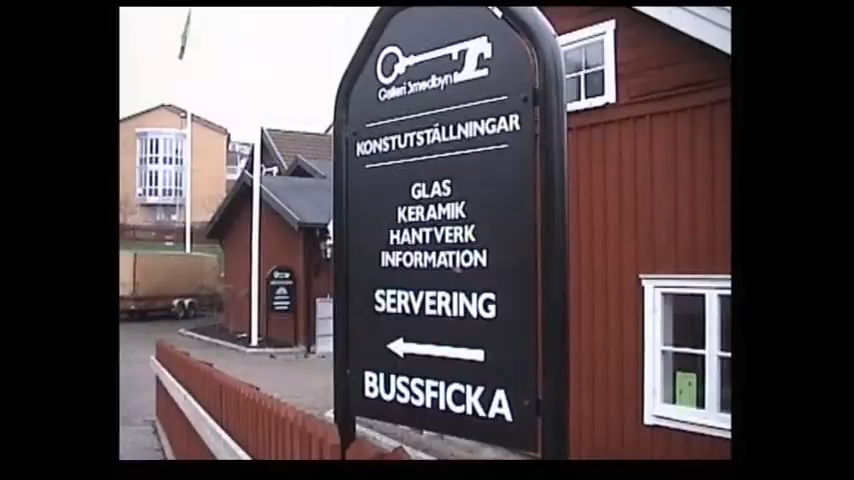 Galleri Smedbyn
KONSTUTSTÄLLNINGAR
GLAS
KERAMIK
HANTVERK
INFORMATION
SERVERING
BUSSFICKA